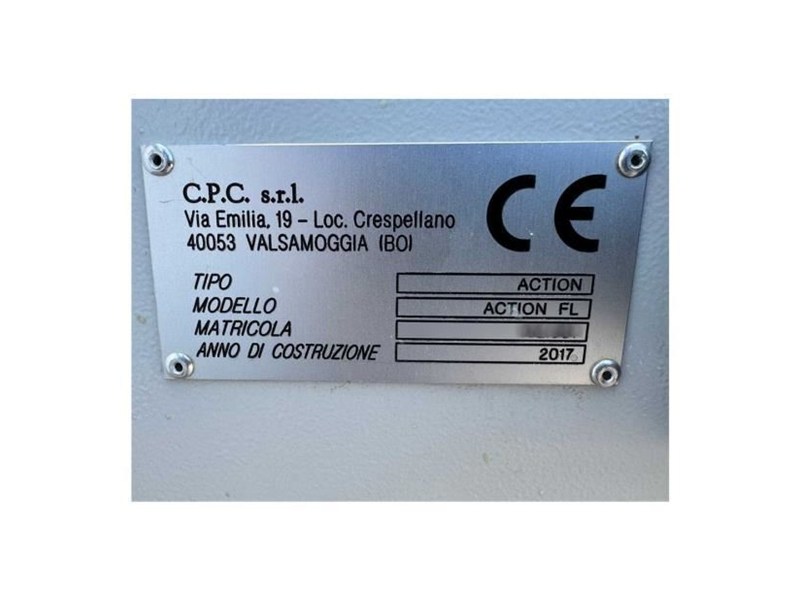 C.P.C. s.r.l.
Via Emilia, 19 – Loc. Crespellano
40053 VALSAMOGGIA (BO)
CE
TIPO ACTION
MODELLO ACTION FL
MATRICOLA
ANNO DI COSTRUZIONE 2017